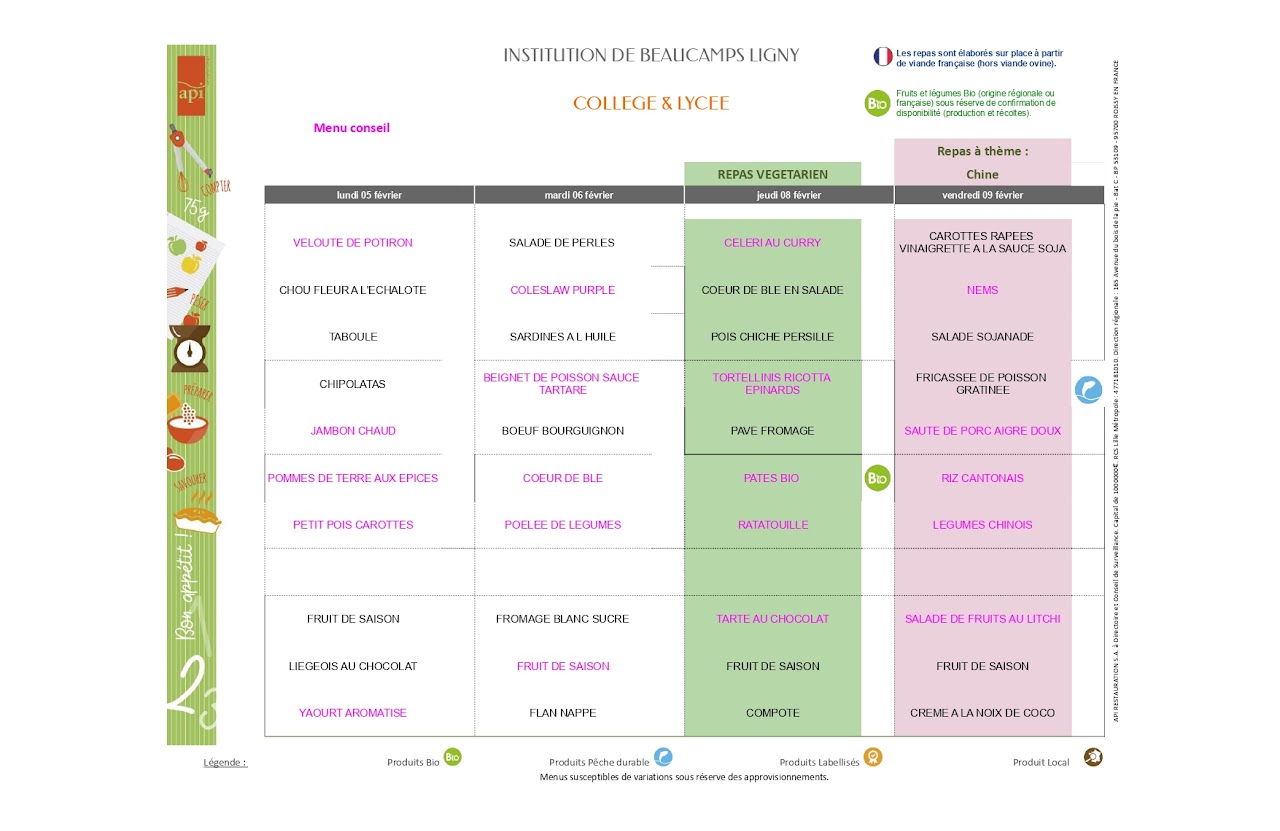 INSTITUTION DE BEAUCAMPS LIGNY
Les repas sont élaborés sur place à partir
de viande française (hors viande ovine).
api
COLLEGE & LYCEE
Bio
Fruits et légumes Bio (origine régionale ou
française) sous réserve de confirmation de
disponibilité (production et récoltes).
Menu conseil
Repas à thème :
REPAS VEGETARIEN
Chine
lundi 05 février
mardi 06 février
jeudi 08 février
vendredi 09 février
COMPTER
75g
PESER
PRÉPARER
SAVOURER
Bon appétit !
2
3
VELOUTE DE POTIRON
SALADE DE PERLES
CELERI AU CURRY
CAROTTES RAPEES
VINAIGRETTE A LA SAUCE SOJA
CHOU FLEUR A L'ECHALOTE
COLESLAW PURPLE
COEUR DE BLE EN SALADE
NEMS
TABOULE
SARDINES A L HUILE
POIS CHICHE PERSILLE
SALADE SOJANADE
CHIPOLATAS
BEIGNET DE POISSON SAUCE
TARTARE
TORTELLINIS RICOTTA
EPINARDS
FRICASSEE DE POISSON
GRATINEE
JAMBON CHAUD
BOEUF BOURGUIGNON
PAVE FROMAGE
SAUTE DE PORC AIGRE DOUX
POMMES DE TERRE AUX EPICES
COEUR DE BLE
PATES BIO
Bio
RIZ CANTONAIS
PETIT POIS CAROTTES
POELEE DE LEGUMES
RATATOUILLE
LEGUMES CHINOIS
FRUIT DE SAISON
FROMAGE BLANC SUCRE
TARTE AU CHOCOLAT
SALADE DE FRUITS AU LITCHI
LIEGEOIS AU CHOCOLAT
FRUIT DE SAISON
FRUIT DE SAISON
FRUIT DE SAISON
YAOURT AROMATISE
FLAN NAPPE
COMPOTE
CREME A LA NOIX DE COCO
API RESTAURATION S.A. à Directoire et Conseil de Surveillance. Capital de 1000000€. RCS Lille Métropole : 477181010. Direction régionale : 165 Avenue du bois de la pie - Bat C - BP 53109 - 95700 ROISSY EN FRANCE
Légende :
Produits Bio
Bio
Produits Pêche durable
Produits Labellisés
Produit Local
Menus susceptibles de variations sous réserve des approvisionnements.